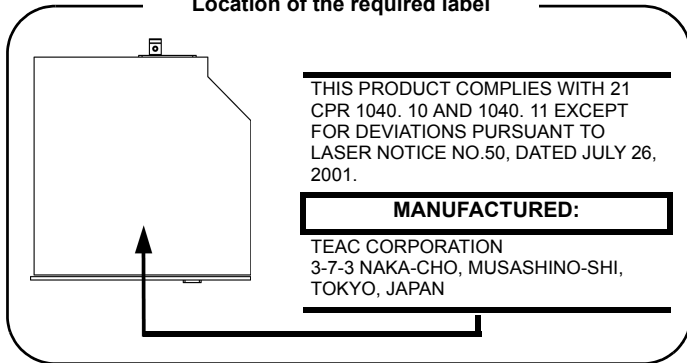 Location of the required label
THIS PRODUCT COMPLIES WITH 21
CPR 1040. 10 AND 1040. 11 EXCEPT
FOR DEVIATIONS PURSUANT TO
LASER NOTICE NO.50, DATED JULY 26,
2001.
MANUFACTURED:
TEAC CORPORATION
3-7-3 NAKA-CHO, MUSASHINO-SHI,
TOKYO, JAPAN